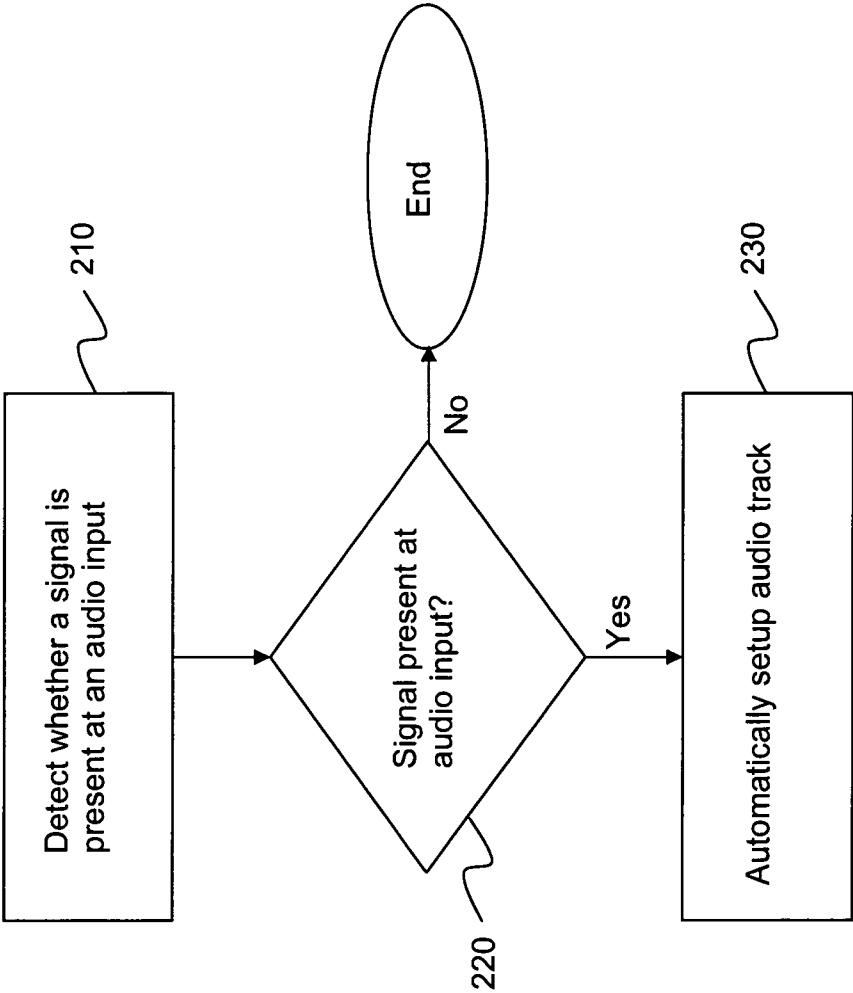 Detect whether a signal is
present at an audio input
210
Signal present at
audio input?
220
No
End
Yes
Automatically setup audio track
230